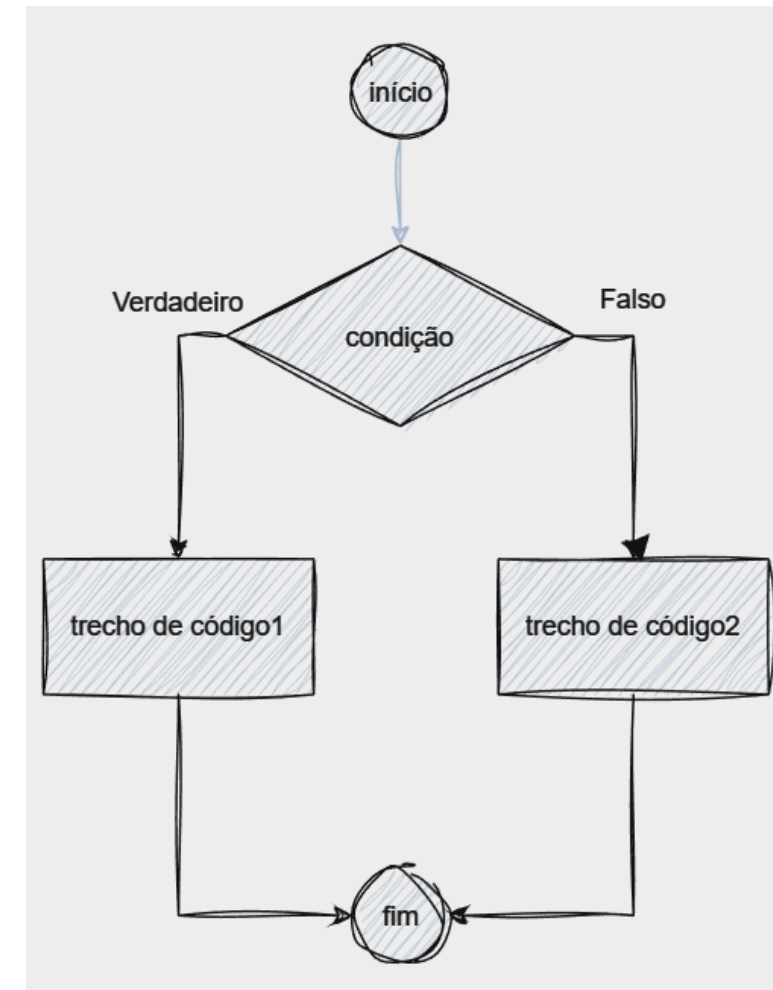 início
Verdadeiro
Falso
condição
trecho de código1
trecho de código2
fim